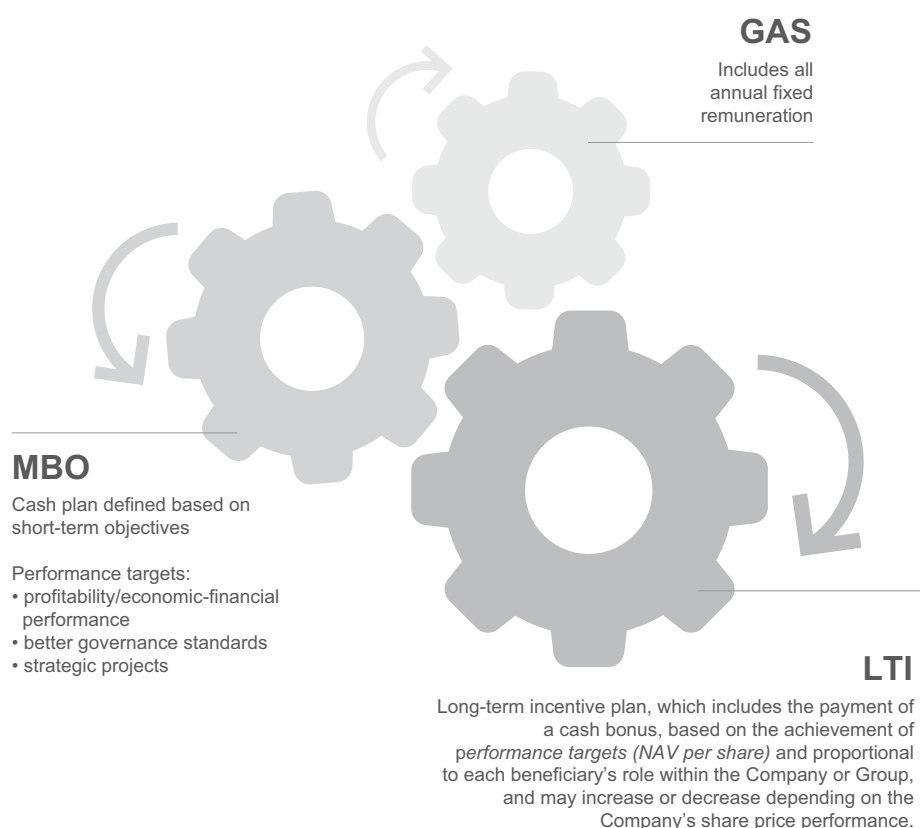 GAS
Includes all
annual fixed
remuneration
MBO
Cash plan defined based on
short-term objectives
Performance targets:
• profitability/economic-financial
performance
• better governance standards
• strategic projects
LTI
Long-term incentive plan, which includes the payment of
a cash bonus, based on the achievement of
performance targets (NAV per share) and proportional
to each beneficiary's role within the Company or Group,
and may increase or decrease depending on the
Company's share price performance.